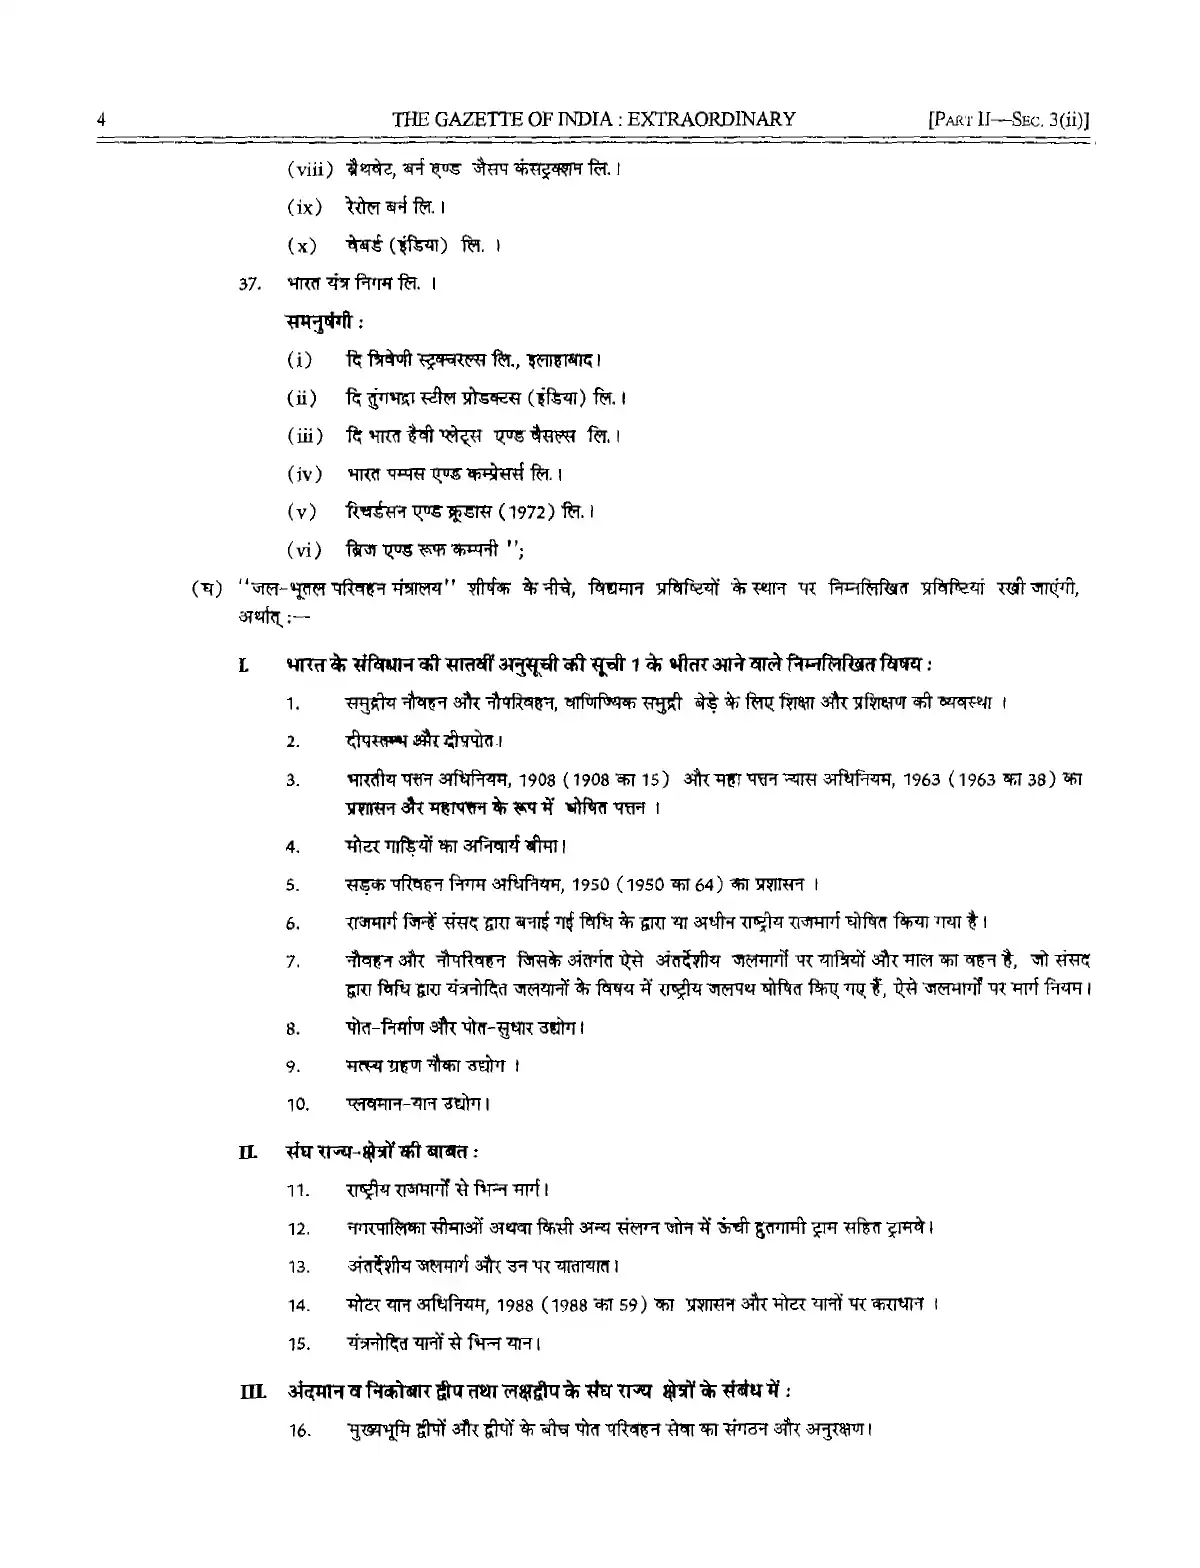 4 THE GAZETTE OF INDIA : EXTRAORDINARY [PART II—SEC. 3(ii)]
(viii) ब्रैथवेट, बर्न एण्ड जैसप कंसट्रक्शन लि. ।
(ix) रेरोल बर्न लि. ।
(x) वेबर्ड (इंडिया) लि. ।
37. भारत यंत्र निगम लि. ।
समनुषंगी :
(i) दि त्रिवेणी स्ट्रक्चरल्स लि., इलाहाबाद।
(ii) दि तुंगभद्रा स्टील प्रोडक्टस (इंडिया) लि. ।
(iii) दि भारत हैवी प्लेट्स एण्ड वैसल्स लि. ।
(iv) भारत पम्पस एण्ड कम्प्रेसर्स लि. ।
(v) रिचर्डसन एण्ड क्रूडास (1972) लि. ।
(vi) ब्रिज एण्ड रूफ कम्पनी '';
(घ) ''जल-भूतल परिवहन मंत्रालय'' शीर्षक के नीचे, विद्यमान प्रविष्टियों के स्थान पर निम्नलिखित प्रविष्टियां रखी जाएंगी,
अर्थात् :—
I. भारत के संविधान की सातवीं अनुसूची की सूची 1 के भीतर आने वाले निम्नलिखित विषय :
1. समुद्रीय नौवहन और नौपरिवहन, वाणिज्यिक समुद्री बेड़े के लिए शिक्षा और प्रशिक्षण की व्यवस्था ।
2. दीपस्तम्भ और दीपपोत।
3. भारतीय पत्तन अधिनियम, 1908 (1908 का 15) और महा पत्तन न्यास अधिनियम, 1963 (1963 का 38) का
प्रशासन और महापत्तन के रूप में घोषित पत्तन ।
4. मोटर गाड़ियों का अनिवार्य बीमा।
5. सड़क परिवहन निगम अधिनियम, 1950 (1950 का 64) का प्रशासन ।
6. राजमार्ग जिन्हें संसद द्वारा बनाई गई विधि के द्वारा या अधीन राष्ट्रीय राजमार्ग घोषित किया गया है।
7. नौवहन और नौपरिवहन जिसके अंतर्गत ऐसे अंतर्देशीय जलमार्गों पर यात्रियों और माल का वहन है, जो संसद
द्वारा विधि द्वारा यंत्रनोदित जलयानों के विषय में राष्ट्रीय जलपथ घोषित किए गए हैं, ऐसे जलमार्गों पर मार्ग नियम।
8. पोत-निर्माण और पोत-सुधार उद्योग।
9. मत्स्य ग्रहण नौका उद्योग ।
10. प्लवमान-यान उद्योग।
II. संघ राज्य-क्षेत्रों की बाबत :
11. राष्ट्रीय राजमार्गों से भिन्न मार्ग।
12. नगरपालिका सीमाओं अथवा किसी अन्य संलग्न जोन में ऊंची द्रुतगामी ट्राम सहित ट्रामवे।
13. अंतर्देशीय जलमार्ग और उन पर यातायात।
14. मोटर यान अधिनियम, 1988 (1988 का 59) का प्रशासन और मोटर यानों पर कराधान ।
15. यंत्रनोदित यानों से भिन्न यान।
III. अंदमान व निकोबार द्वीप तथा लक्षद्वीप के संघ राज्य क्षेत्रों के संबंध में :
16. मुख्यभूमि द्वीपों और द्वीपों के बीच पोत परिवहन सेवा का संगठन और अनुरक्षण।